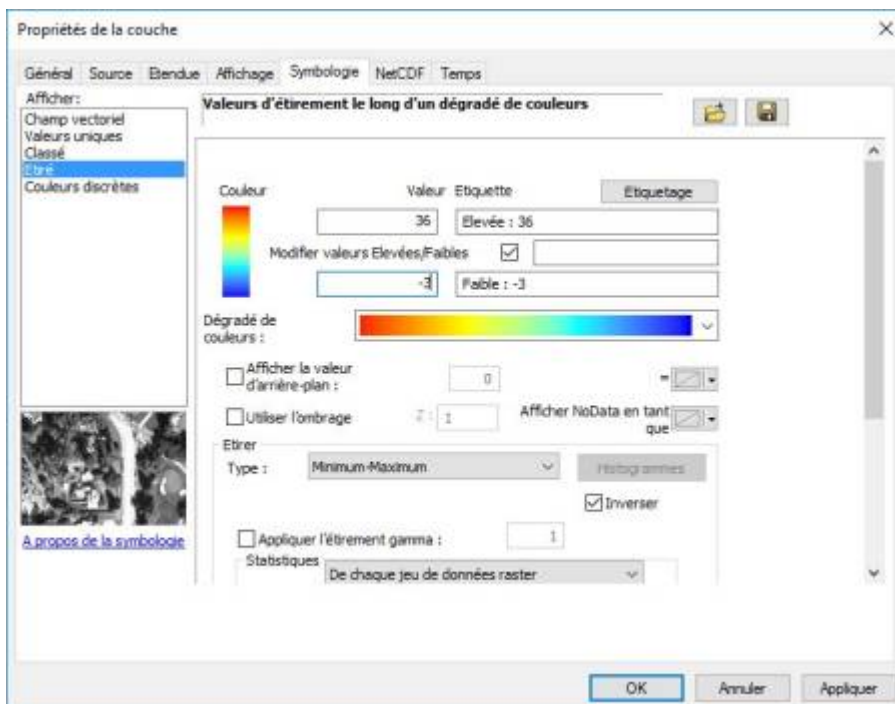 Propriétés de la couche
Général Source Etendue Affichage Symbologie NetCDF Temps
Afficher:
Champ vectoriel
Valeurs uniques
Classé
Etiré
Couleurs discrètes
Valeurs d'étirement le long d'un dégradé de couleurs
Couleur Valeur Etiquette Etiquetage
36 Elevée : 36
Modifier valeurs Elevées/Faibles
-3 Faible : -3
Dégradé de
couleurs :
Afficher la valeur
d'arrière-plan : 0 =
Utiliser l'ombrage Z : 1 Afficher NoData en tant
que
Etirer
Type : Minimum-Maximum Histogrammes
Inverser
A propos de la symbologie
Appliquer l'étirement gamma : 1
Statistiques
De chaque jeu de données raster
OK Annuler Appliquer